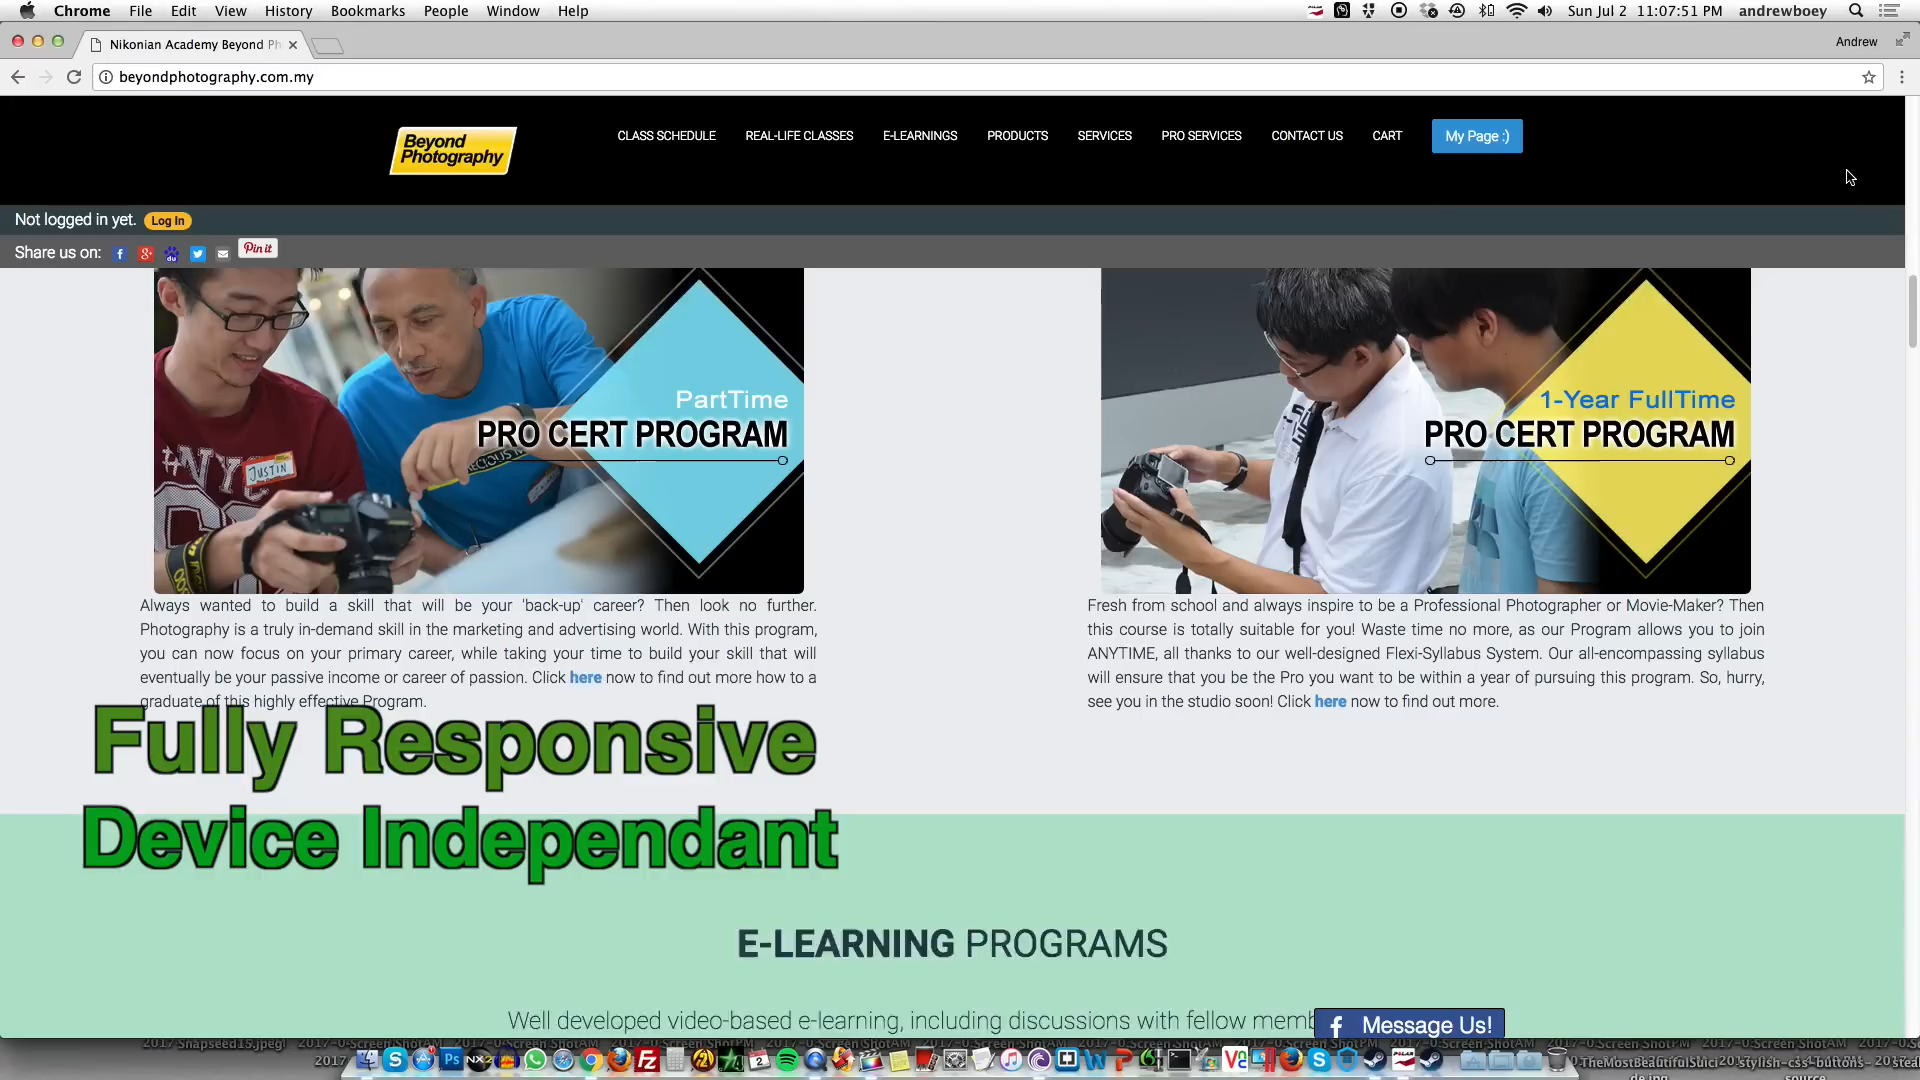 Chrome File Edit View History Bookmarks People Window Help Sun Jul 2 11:07:51 PM andrewboey
Nikonian Academy Beyond Ph
Andrew
beyondphotography.com.my
Beyond
Photography
CLASS SCHEDULE REAL-LIFE CLASSES E-LEARNINGS PRODUCTS SERVICES PRO SERVICES CONTACT US CART My Page :)
Not logged in yet. Log In
Share us on: Pin it
PartTime
PRO CERT PROGRAM
JUSTIN
1-Year FullTime
PRO CERT PROGRAM
Always wanted to build a skill that will be your 'back-up' career? Then look no further.
Photography is a truly in-demand skill in the marketing and advertising world. With this program,
you can now focus on your primary career, while taking your time to build your skill that will
eventually be your passive income or career of passion. Click here now to find out more how to a
graduate of this highly effective Program.
Fresh from school and always inspire to be a Professional Photographer or Movie-Maker? Then
this course is totally suitable for you! Waste time no more, as our Program allows you to join
ANYTIME, all thanks to our well-designed Flexi-Syllabus System. Our all-encompassing syllabus
will ensure that you be the Pro you want to be within a year of pursuing this program. So, hurry,
see you in the studio soon! Click here now to find out more.
Fully Responsive
Device Independant
E-LEARNING PROGRAMS
Well developed video-based e-learning, including discussions with fellow memb
Message Us!